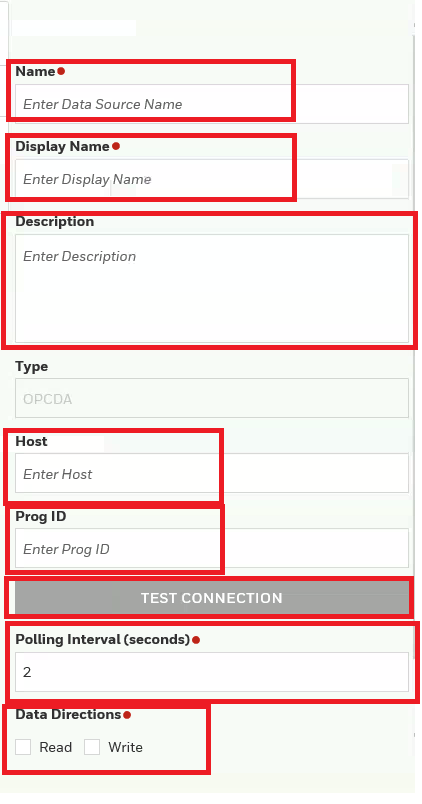 Name
Enter Data Source Name
Display Name
Enter Display Name
Description
Enter Description
Type
OPCDA
Host
Enter Host
Prog ID
Enter Prog ID
TEST CONNECTION
Polling Interval (seconds)
2
Data Directions
Read Write